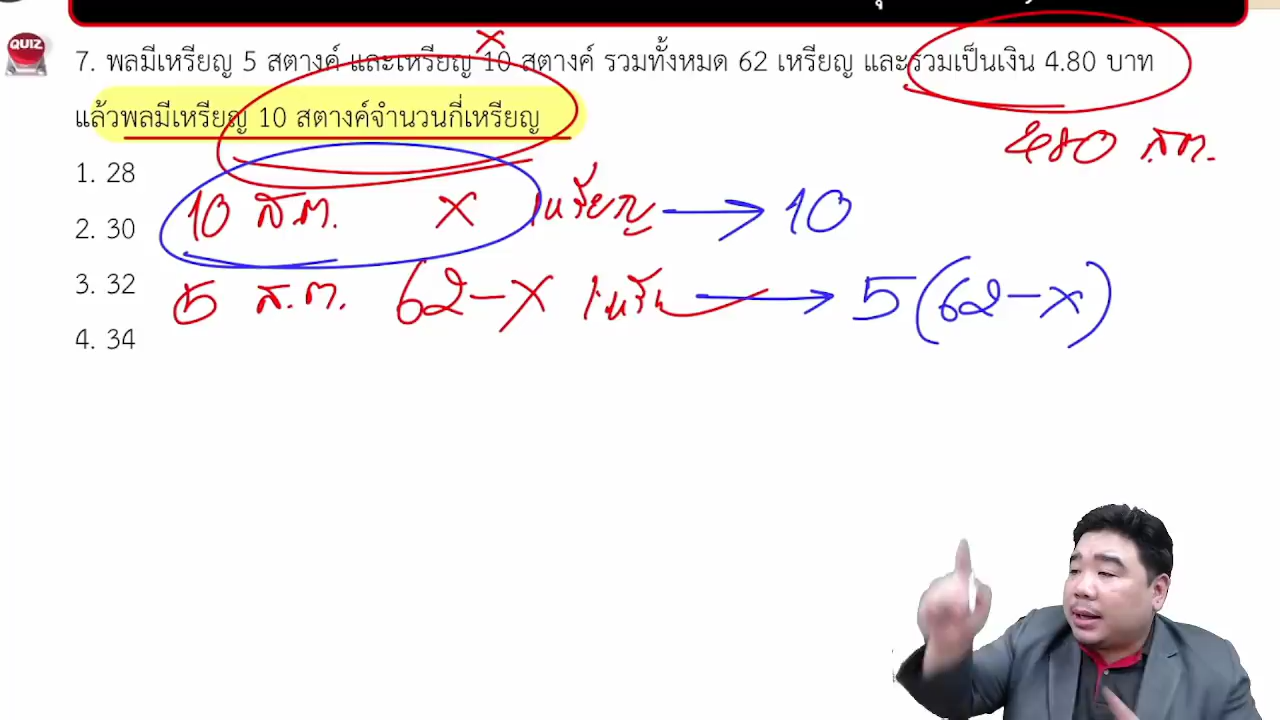 QUIZ
7. พลมีเหรียญ 5 สตางค์ และเหรียญ 10 สตางค์ รวมทั้งหมด 62 เหรียญ และรวมเป็นเงิน 4.80 บาท
x
แล้วพลมีเหรียญ 10 สตางค์จำนวนกี่เหรียญ
480 ส.ต.
1. 28
10 ส.ต. x เหรียญ → 10
2. 30
5 ส.ต. 62-x → 5(62-x)
3. 32
4. 34